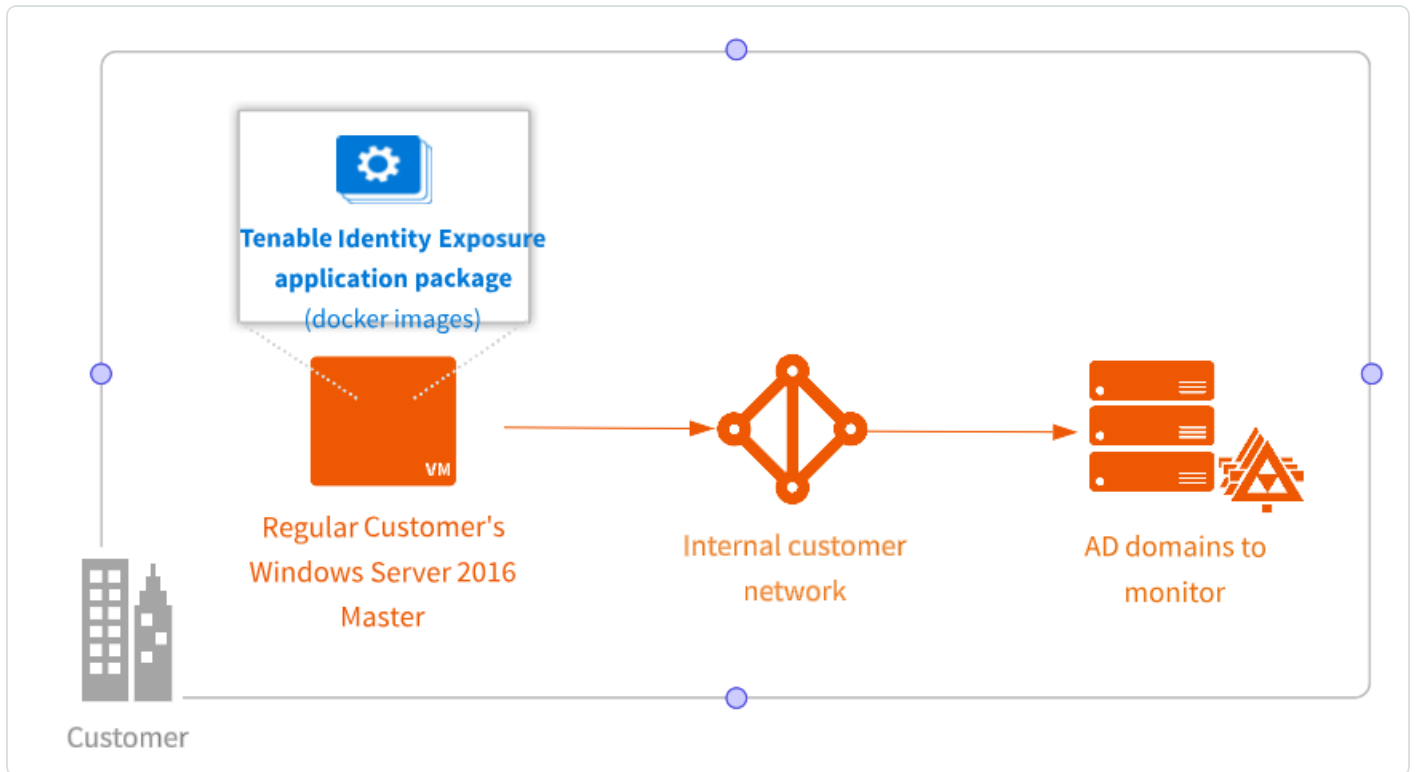 Tenable Identity Exposure
application package
(docker images)
VM
Regular Customer's
Windows Server 2016
Master
Internal customer
network
AD domains to
monitor
Customer